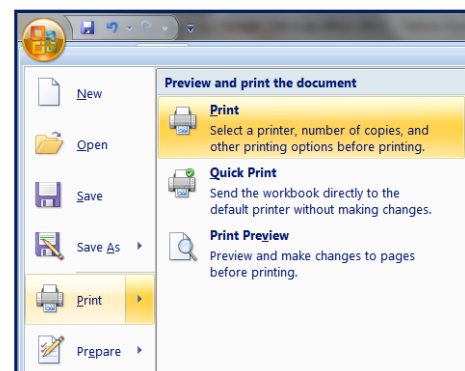 New
Open
Save
Save As
Print
Prepare
Preview and print the document
Print
Select a printer, number of copies, and
other printing options before printing.
Quick Print
Send the workbook directly to the
default printer without making changes.
Print Preview
Preview and make changes to pages
before printing.